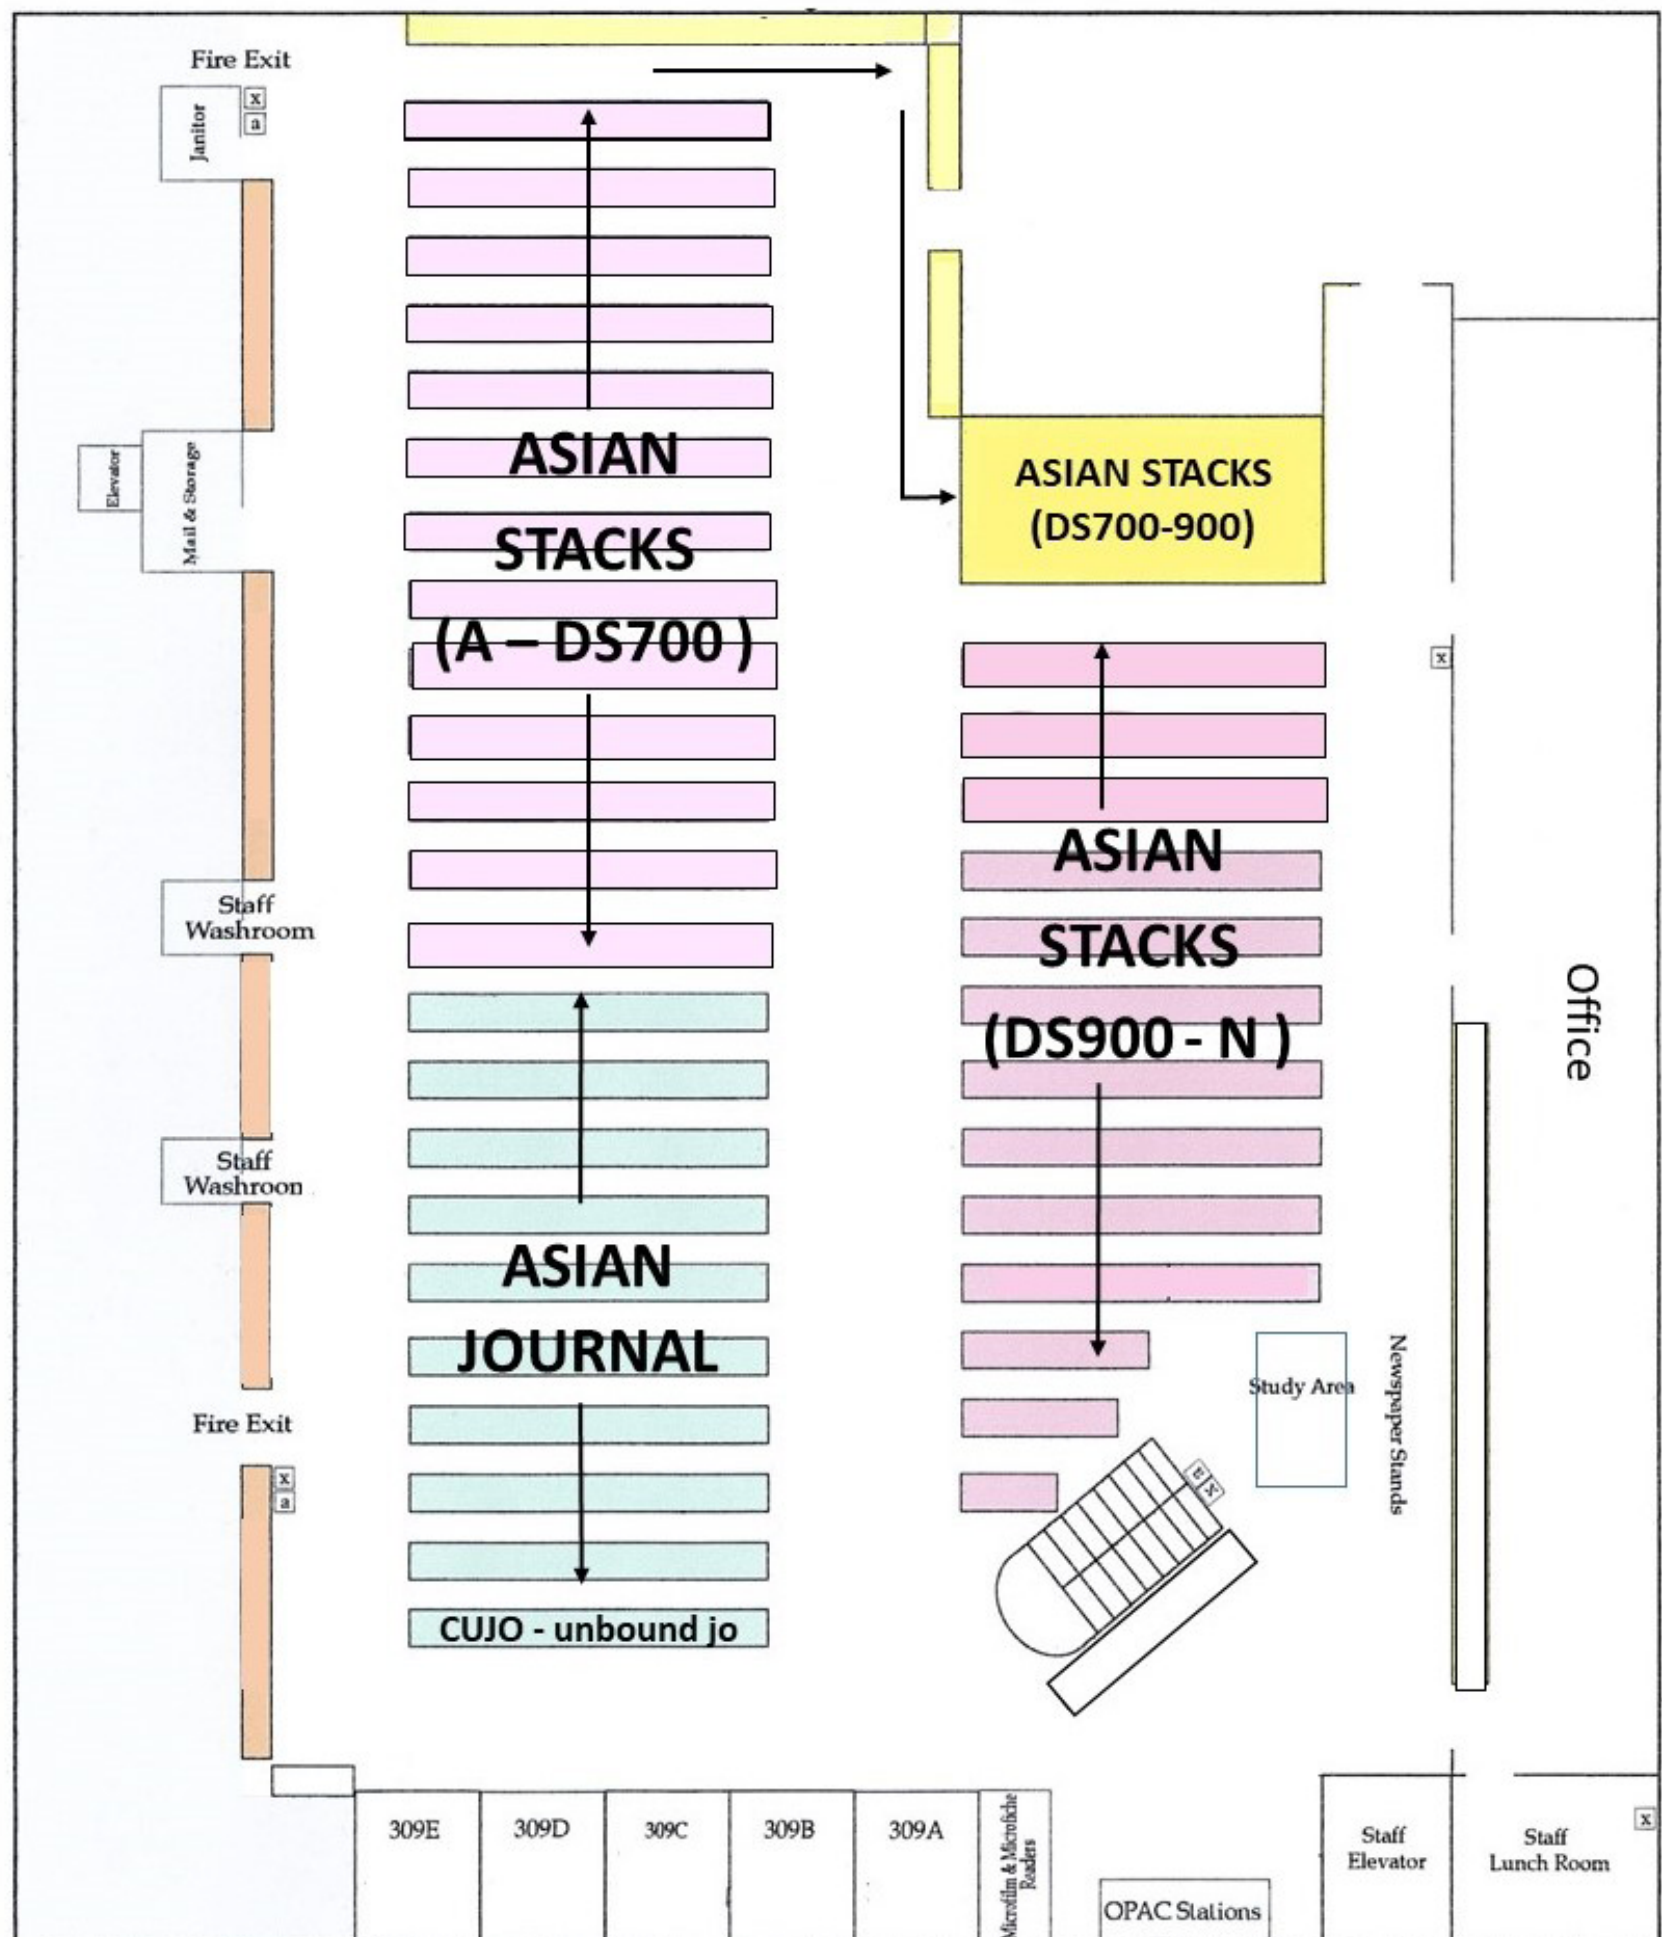 Fire Exit
x
a
Janitor
Elevator
Mail & Storage
ASIAN
STACKS
(A – DS700 )
ASIAN STACKS
(DS700-900)
x
Staff
Washroom
ASIAN
STACKS
(DS900 - N )
Office
Staff
Washroon
ASIAN
JOURNAL
Study Area
Newspaper Stands
Fire Exit
x
a
x
a
CUJO - unbound jo
309E
309D
309C
309B
309A
Microfilm & Microfiche
Readers
OPAC Stations
Staff
Elevator
Staff
Lunch Room
x